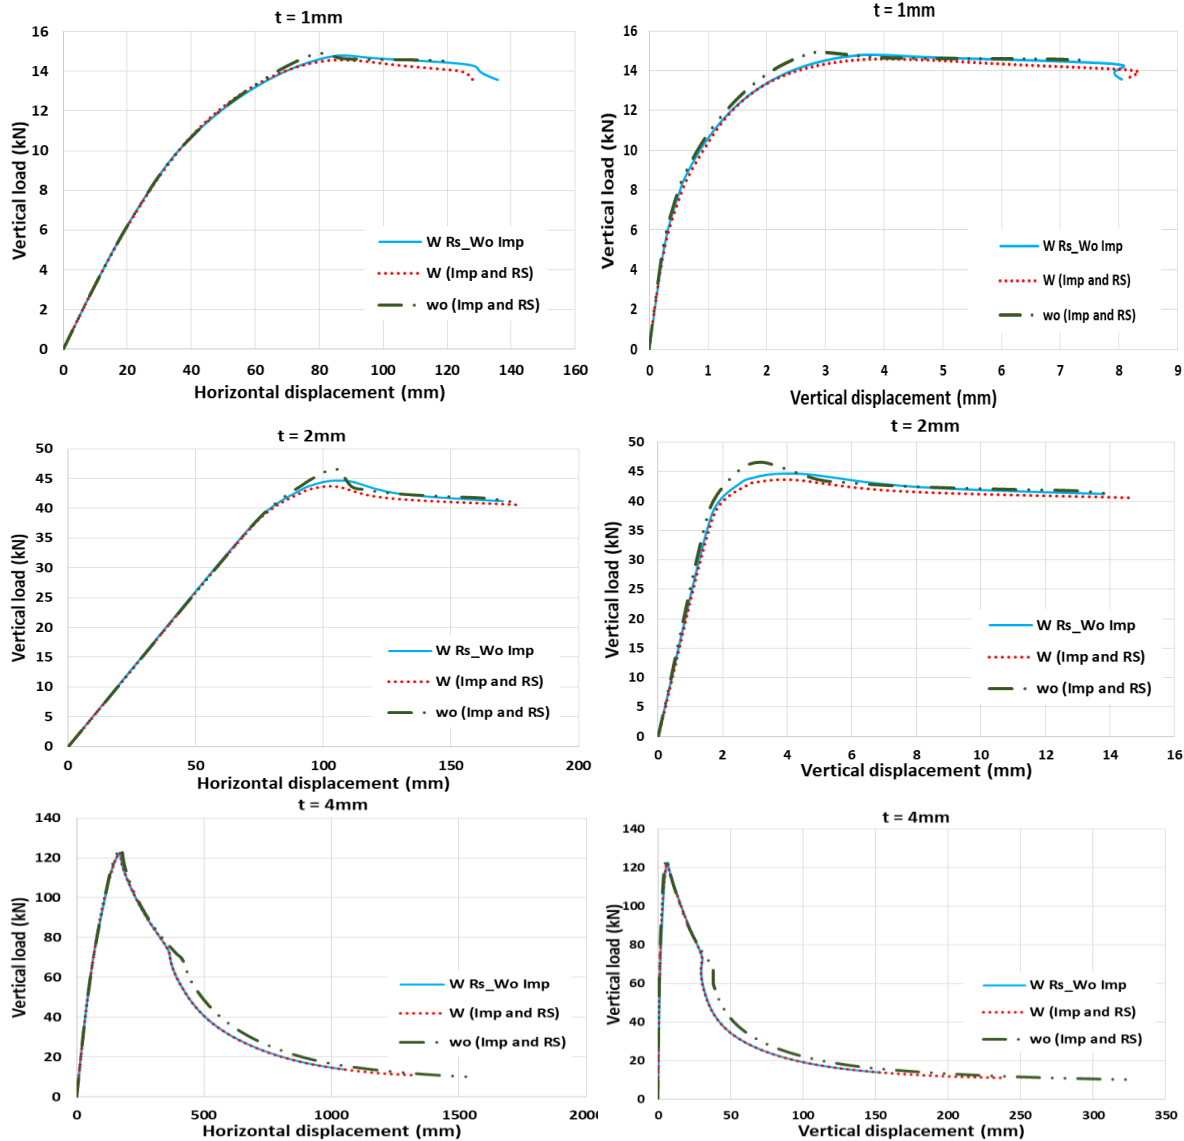 t = 1mm
16
14
12
10
8
6
4
2
0
Vertical load (kN)
W Rs_Wo Imp
W (Imp and RS)
wo (Imp and RS)
0 20 40 60 80 100 120 140 160
Horizontal displacement (mm)
t = 1mm
16
14
12
10
8
6
4
2
0
Vertical load (kN)
W Rs_Wo Imp
W (Imp and RS)
wo (Imp and RS)
0 1 2 3 4 5 6 7 8 9
Vertical displacement (mm)
t = 2mm
50
45
40
35
30
25
20
15
10
5
0
Vertical load (kN)
W Rs_Wo Imp
W (Imp and RS)
wo (Imp and RS)
0 50 100 150 200
Horizontal displacement (mm)
t = 2mm
50
45
40
35
30
25
20
15
10
5
0
Vertical load (kN)
W Rs_Wo Imp
W (Imp and RS)
wo (Imp and RS)
0 2 4 6 8 10 12 14 16
Vertical displacement (mm)
t = 4mm
140
120
100
80
60
40
20
0
Vertical load (kN)
W Rs_Wo Imp
W (Imp and RS)
wo (Imp and RS)
0 500 1000 1500 2000
Horizontal displacement (mm)
t = 4mm
140
120
100
80
60
40
20
0
Vertical load (kN)
W Rs_Wo Imp
W (Imp and RS)
wo (Imp and RS)
0 50 100 150 200 250 300 350
Vertical displacement (mm)